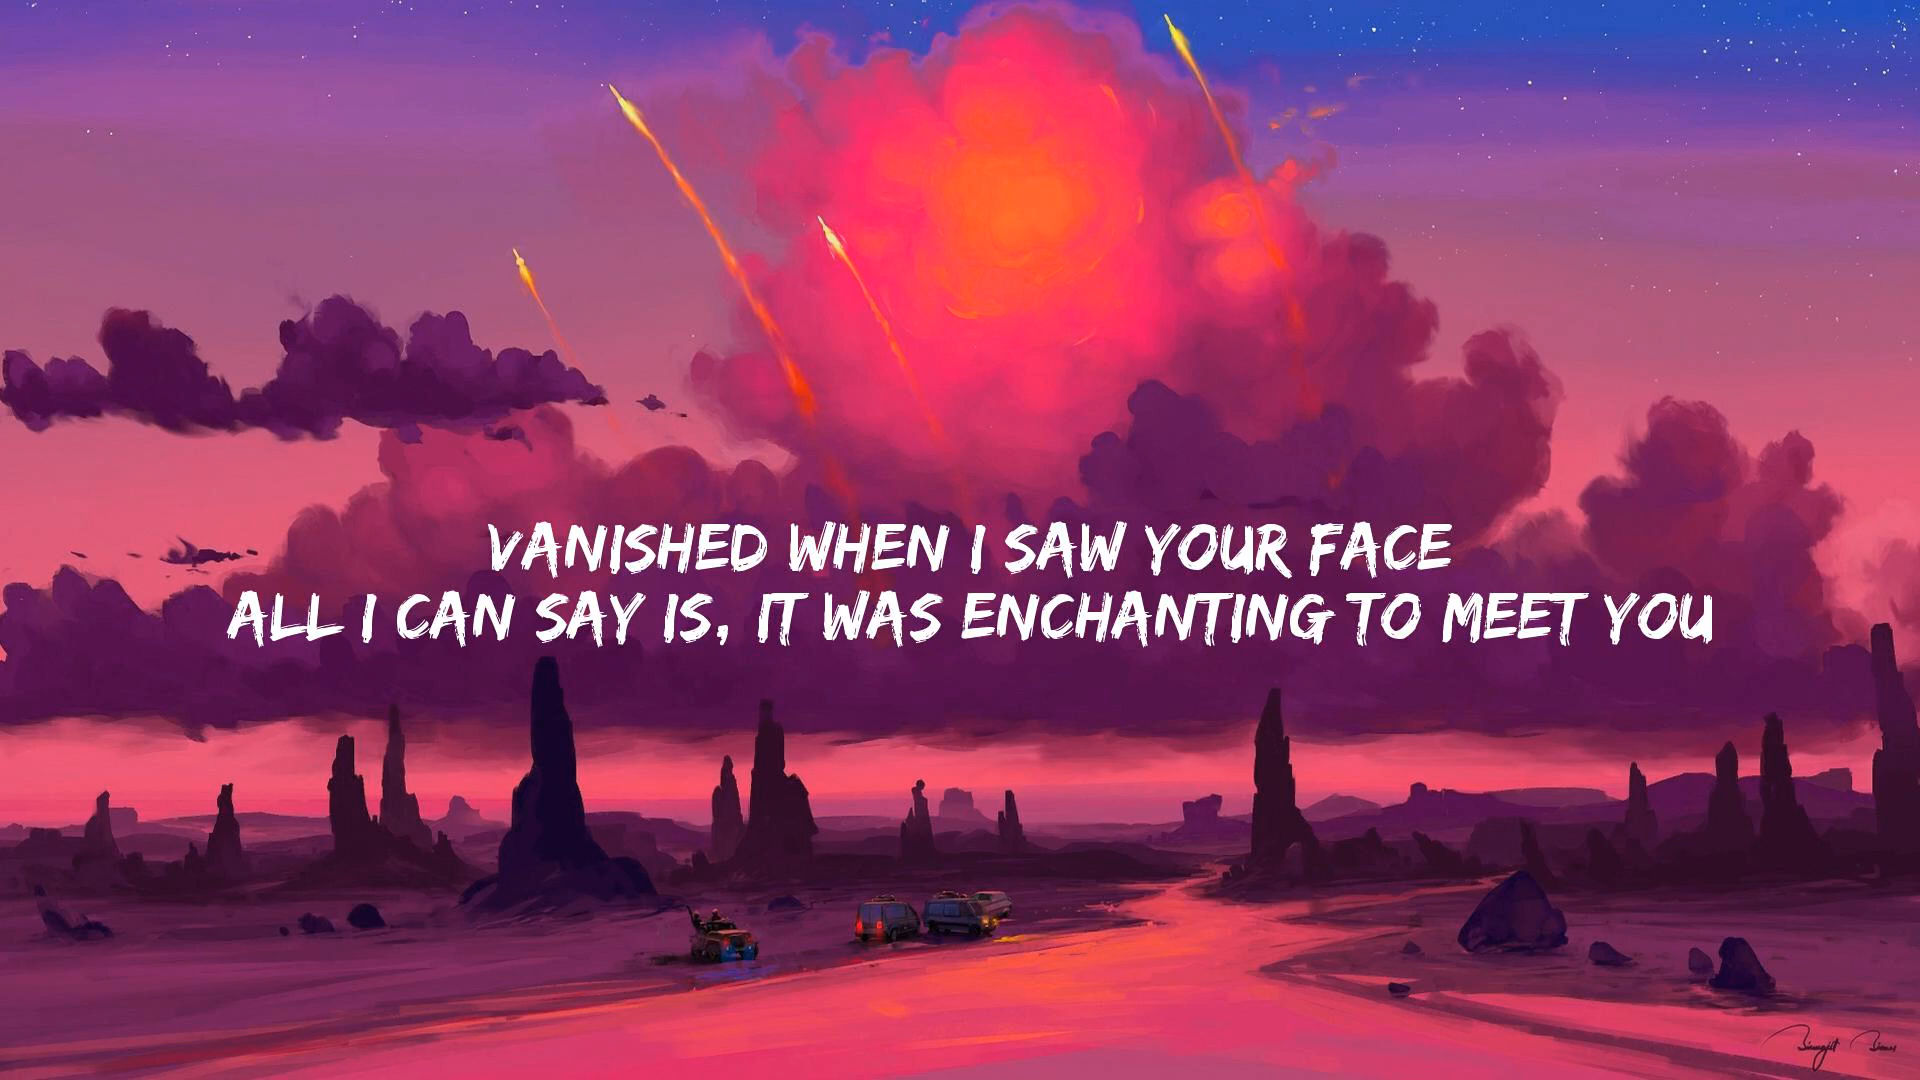 VANISHED WHEN I SAW YOUR FACE
ALL I CAN SAY IS, IT WAS ENCHANTING TO MEET YOU